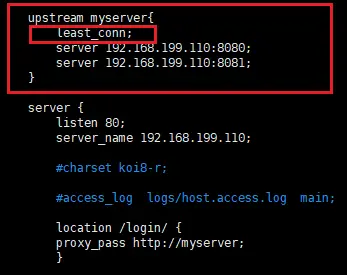 upstream myserver{
least_conn;
server 192.168.199.110:8080;
server 192.168.199.110:8081;
}
server {
listen 80;
server_name 192.168.199.110;
#charset koi8-r;
#access_log  logs/host.access.log  main;
location /login/ {
proxy_pass http://myserver;
}